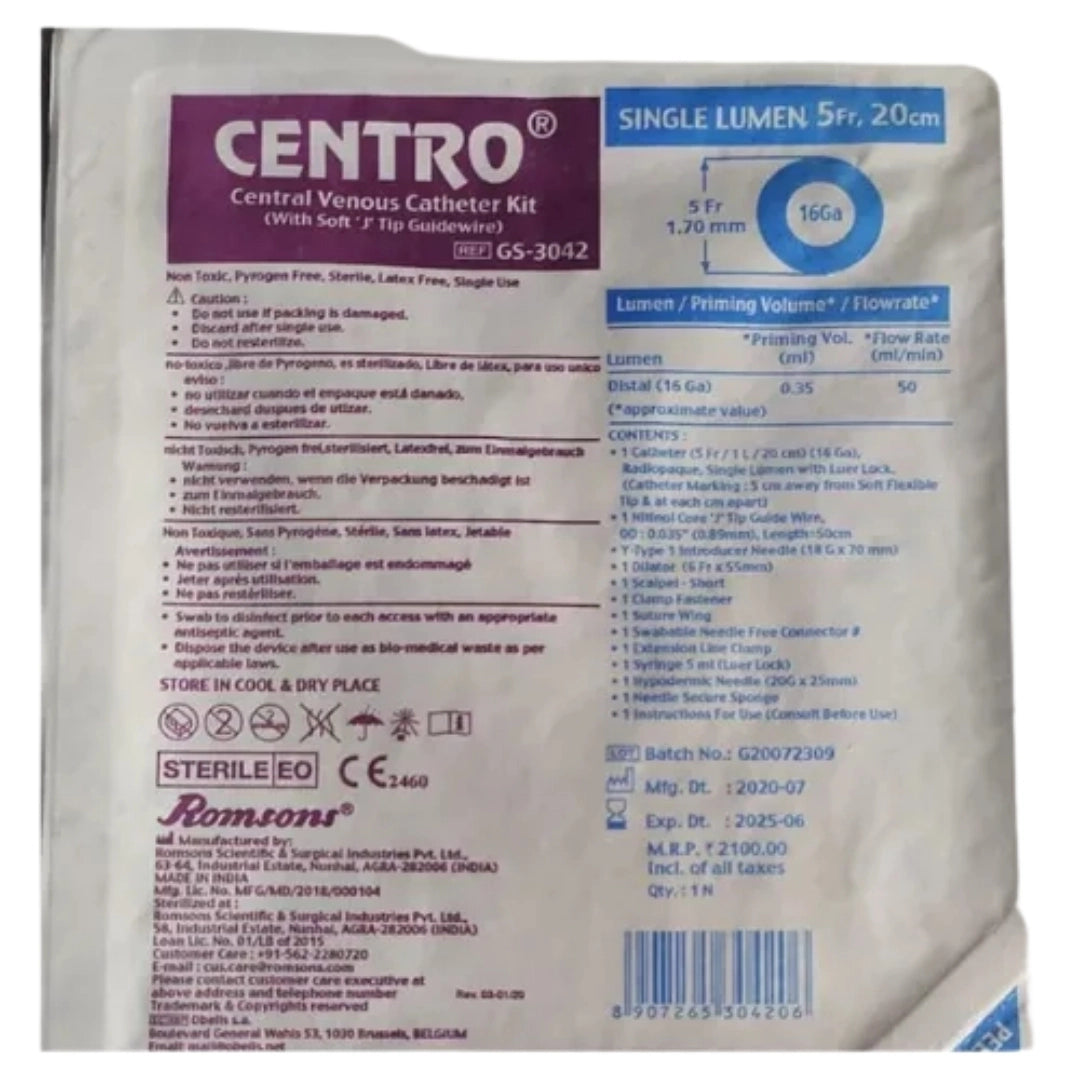 CENTRO®
Central Venous Catheter Kit
(With Soft 'J' Tip Guidewire)
REF GS-3042
Non Toxic, Pyrogen Free, Sterile, Latex Free, Single Use
Caution :
• Do not use if packing is damaged.
• Discard after single use.
• Do not resterilize.
no-toxico ,libre de Pyrogeno, es sterilizado, Libre de látex, para uso unico
aviso :
• no utilizar cuando el empaque está danado,
• desechard duspues de utizar.
• No vuelva a esterilizar.
nicht Toxisch, Pyrogen frei,sterilisiert, Latexfrei, zum Einmalgebrauch
Warnung :
• nicht verwenden, wenn die Verpackung beschadigt ist
• zum Einmalgebrauch.
• Nicht resterilisiert.
Non Toxique, Sans Pyrogène, Stérile, Sans latex, Jetable
Avertissement :
• Ne pas utiliser si l'emballage est endommagé
• Jeter après utilisation.
• Ne pas restériliser.
• Swab to disinfect prior to each access with an appropriate
antiseptic agent.
• Dispose the device after use as bio-medical waste as per
applicable laws.
STORE IN COOL & DRY PLACE
2
STERILE EO CE 2460
Romsons®
Manufactured by:
Romsons Scientific & Surgical Industries Pvt. Ltd.,
63-64, Industrial Estate, Nunhai, AGRA-282006 (INDIA)
MADE IN INDIA
Mfg. Lic. No. MFG/MD/2018/000104
Sterilized at :
Romsons Scientific & Surgical Industries Pvt. Ltd.,
58, Industrial Estate, Nunhai, AGRA-282006 (INDIA)
Loan Lic. No. 01/LB of 2015
Customer Care : +91-562-2280720
E-mail : cus.care@romsons.com
Please contact customer care executive at
above address and telephone number
Rev. 03-01/20
Trademark & Copyrights reserved
Obelis s.a.
Boulevard General Wahis 53, 1030 Brussels, BELGIUM
Email: mail@obelis.net
SINGLE LUMEN 5Fr, 20cm
5 Fr
1.70 mm
16Ga
Lumen / Priming Volume* / Flowrate*
Lumen *Priming Vol. (ml) *Flow Rate (ml/min)
Distal (16 Ga) 0.35 50
(*approximate value)
CONTENTS :
• 1 Catheter (5 Fr / 1 L / 20 cm) (16 Ga),
Radiopaque, Single Lumen with Luer Lock.
(Catheter Marking : 5 cm away from Soft Flexible
Tip & at each cm apart)
• 1 Nitinol Core 'J' Tip Guide Wire,
OD : 0.035" (0.89mm), Length:50cm
• Y-Type 1 Introducer Needle (18 G x 70 mm)
• 1 Dilator (6 Fr x 55mm)
• 1 Scalpel - Short
• 1 Clamp Fastener
• 1 Suture Wing
• 1 Swabable Needle Free Connector #
• 1 Extension Line Clamp
• 1 Syringe 5 ml (Luer Lock)
• 1 Hypodermic Needle (20G x 25mm)
• 1 Needle Secure Sponge
• 1 Instructions For Use (Consult Before Use)
LOT Batch No.: G20072309
Mfg. Dt. : 2020-07
Exp. Dt. : 2025-06
M.R.P. ₹ 2100.00
Incl. of all taxes
Qty. : 1 N
8 907265 304206